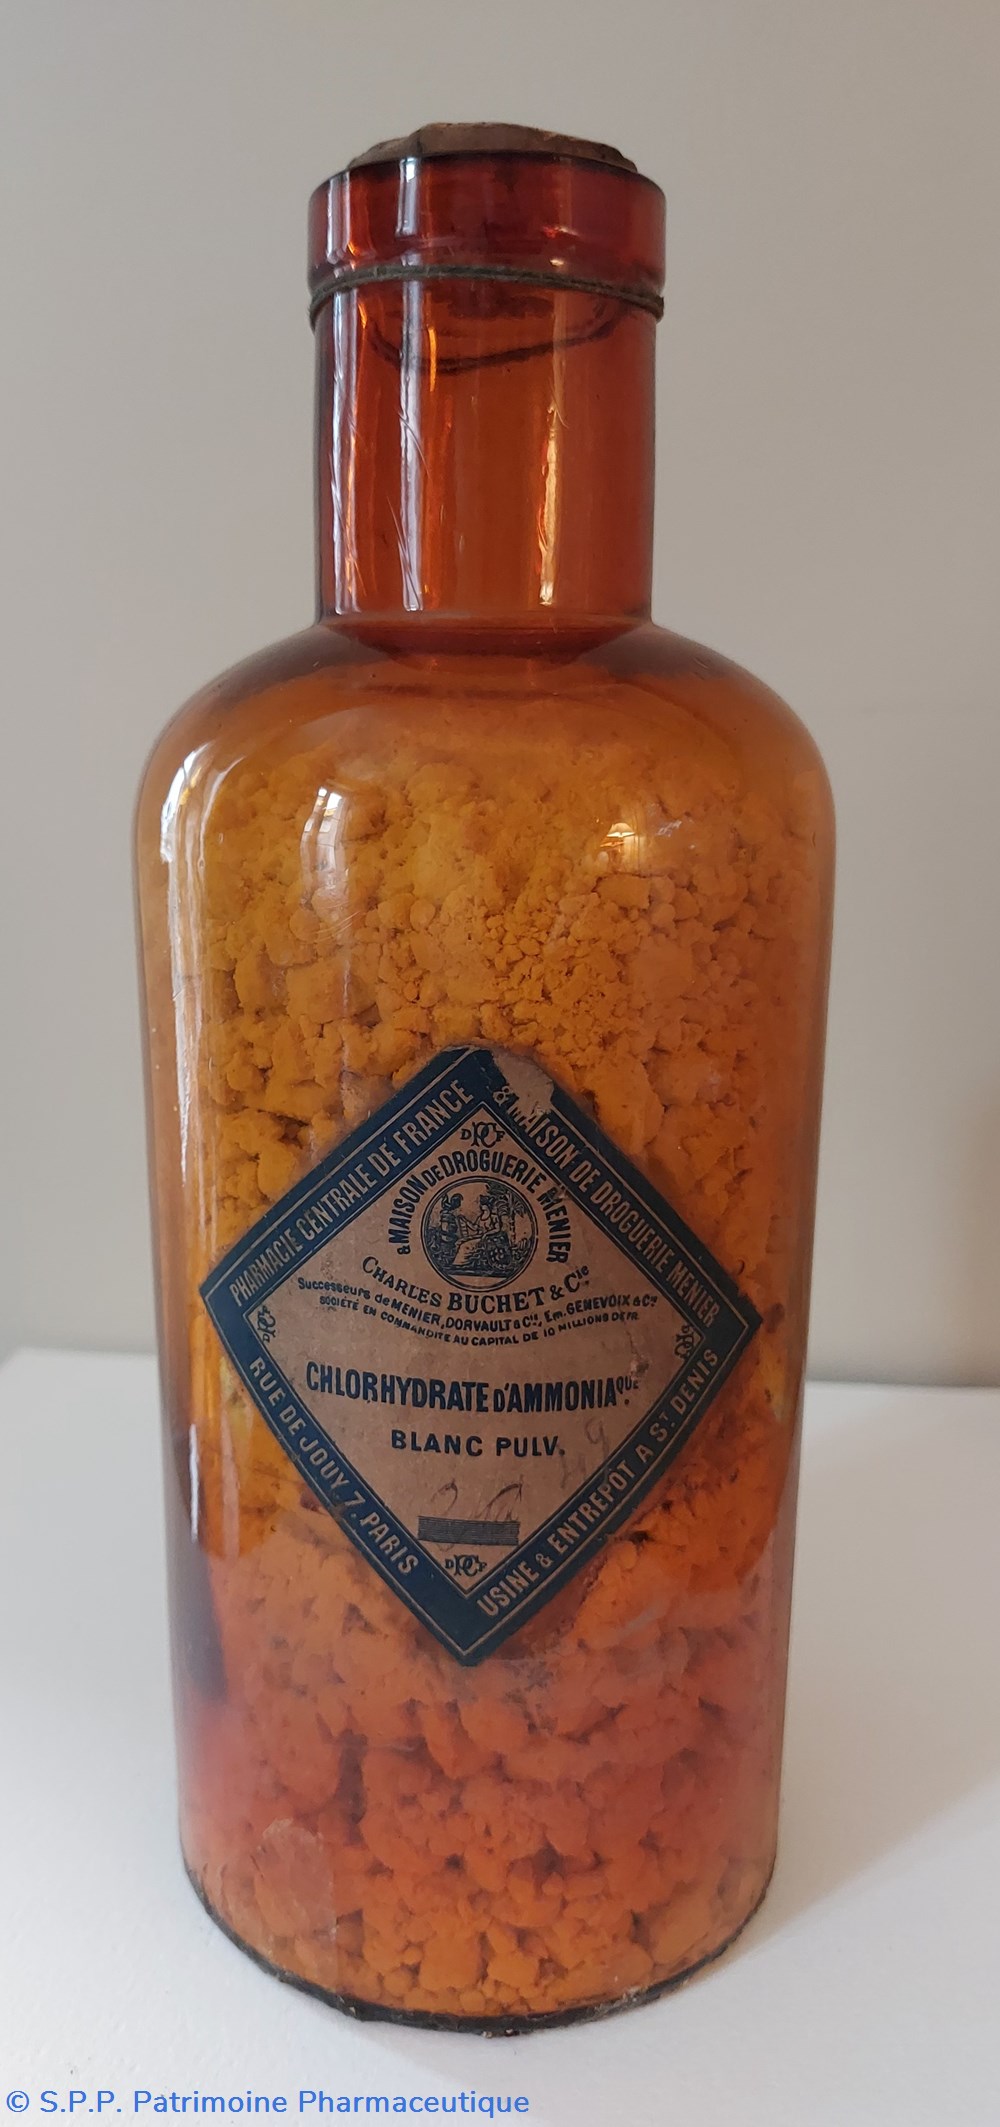 PHARMACIE CENTRALE DE FRANCE
& MAISON DE DROGUERIE MENIER
DPCF
& MAISON DE DROGUERIE MENIER
CHARLES BUCHET & Cie
Successeurs de MENIER, DORVAULT & Cie, Em. GENEVOIX & Cie
SOCIÉTÉ EN COMMANDITE AU CAPITAL DE 10 MILLIONS DE FR.
CHLORHYDRATE D'AMMONIAQUE
BLANC PULV.
DPCF
RUE DE JOUY, 7, PARIS
USINE & ENTREPOT A ST DENIS
© S.P.P. Patrimoine Pharmaceutique